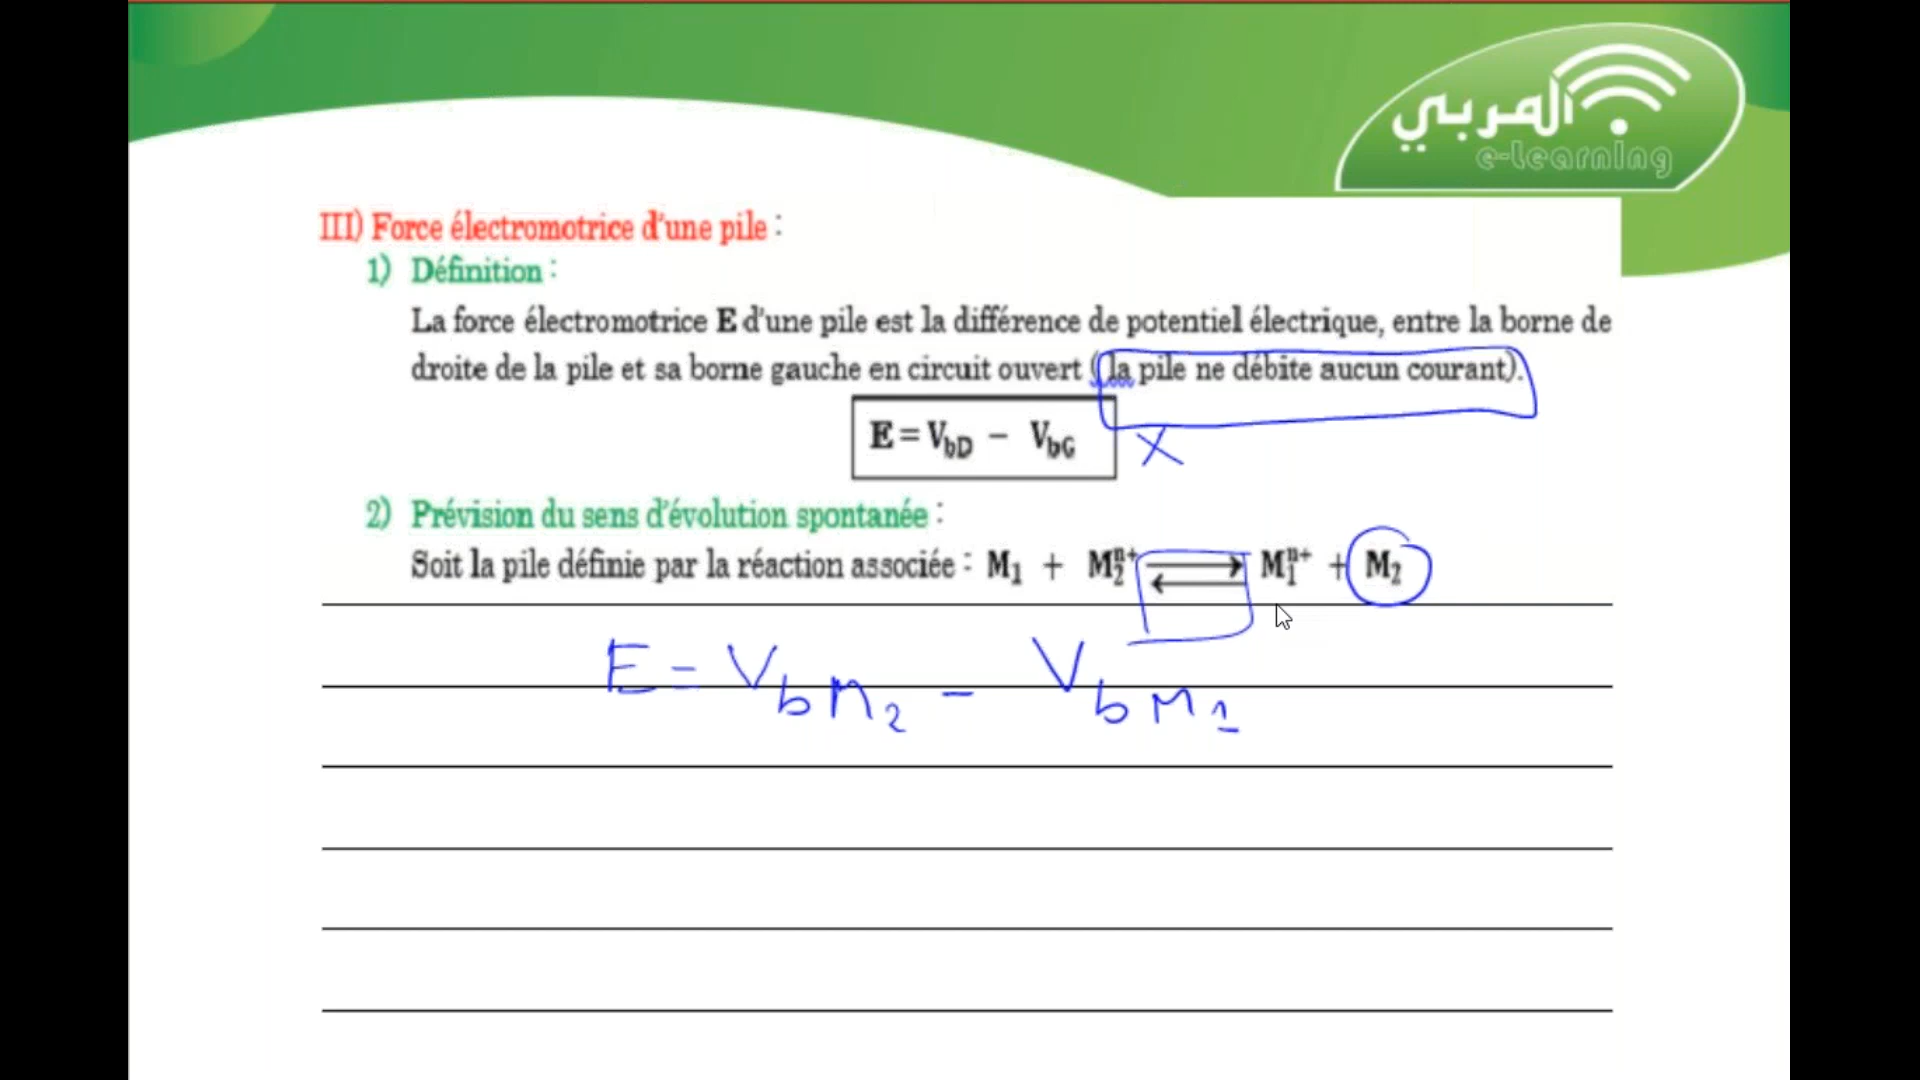 العربي
e-learning
III) Force électromotrice d'une pile :
1) Définition :
La force électromotrice E d'une pile est la différence de potentiel électrique, entre la borne de
droite de la pile et sa borne gauche en circuit ouvert (la pile ne débite aucun courant).
E = VbD - VbG
X
2) Prévision du sens d'évolution spontanée :
Soit la pile définie par la réaction associée : M₁ + M₂ⁿ⁺ ⇄ M₁ⁿ⁺ + M₂
E = VbM₂ - VbM₁